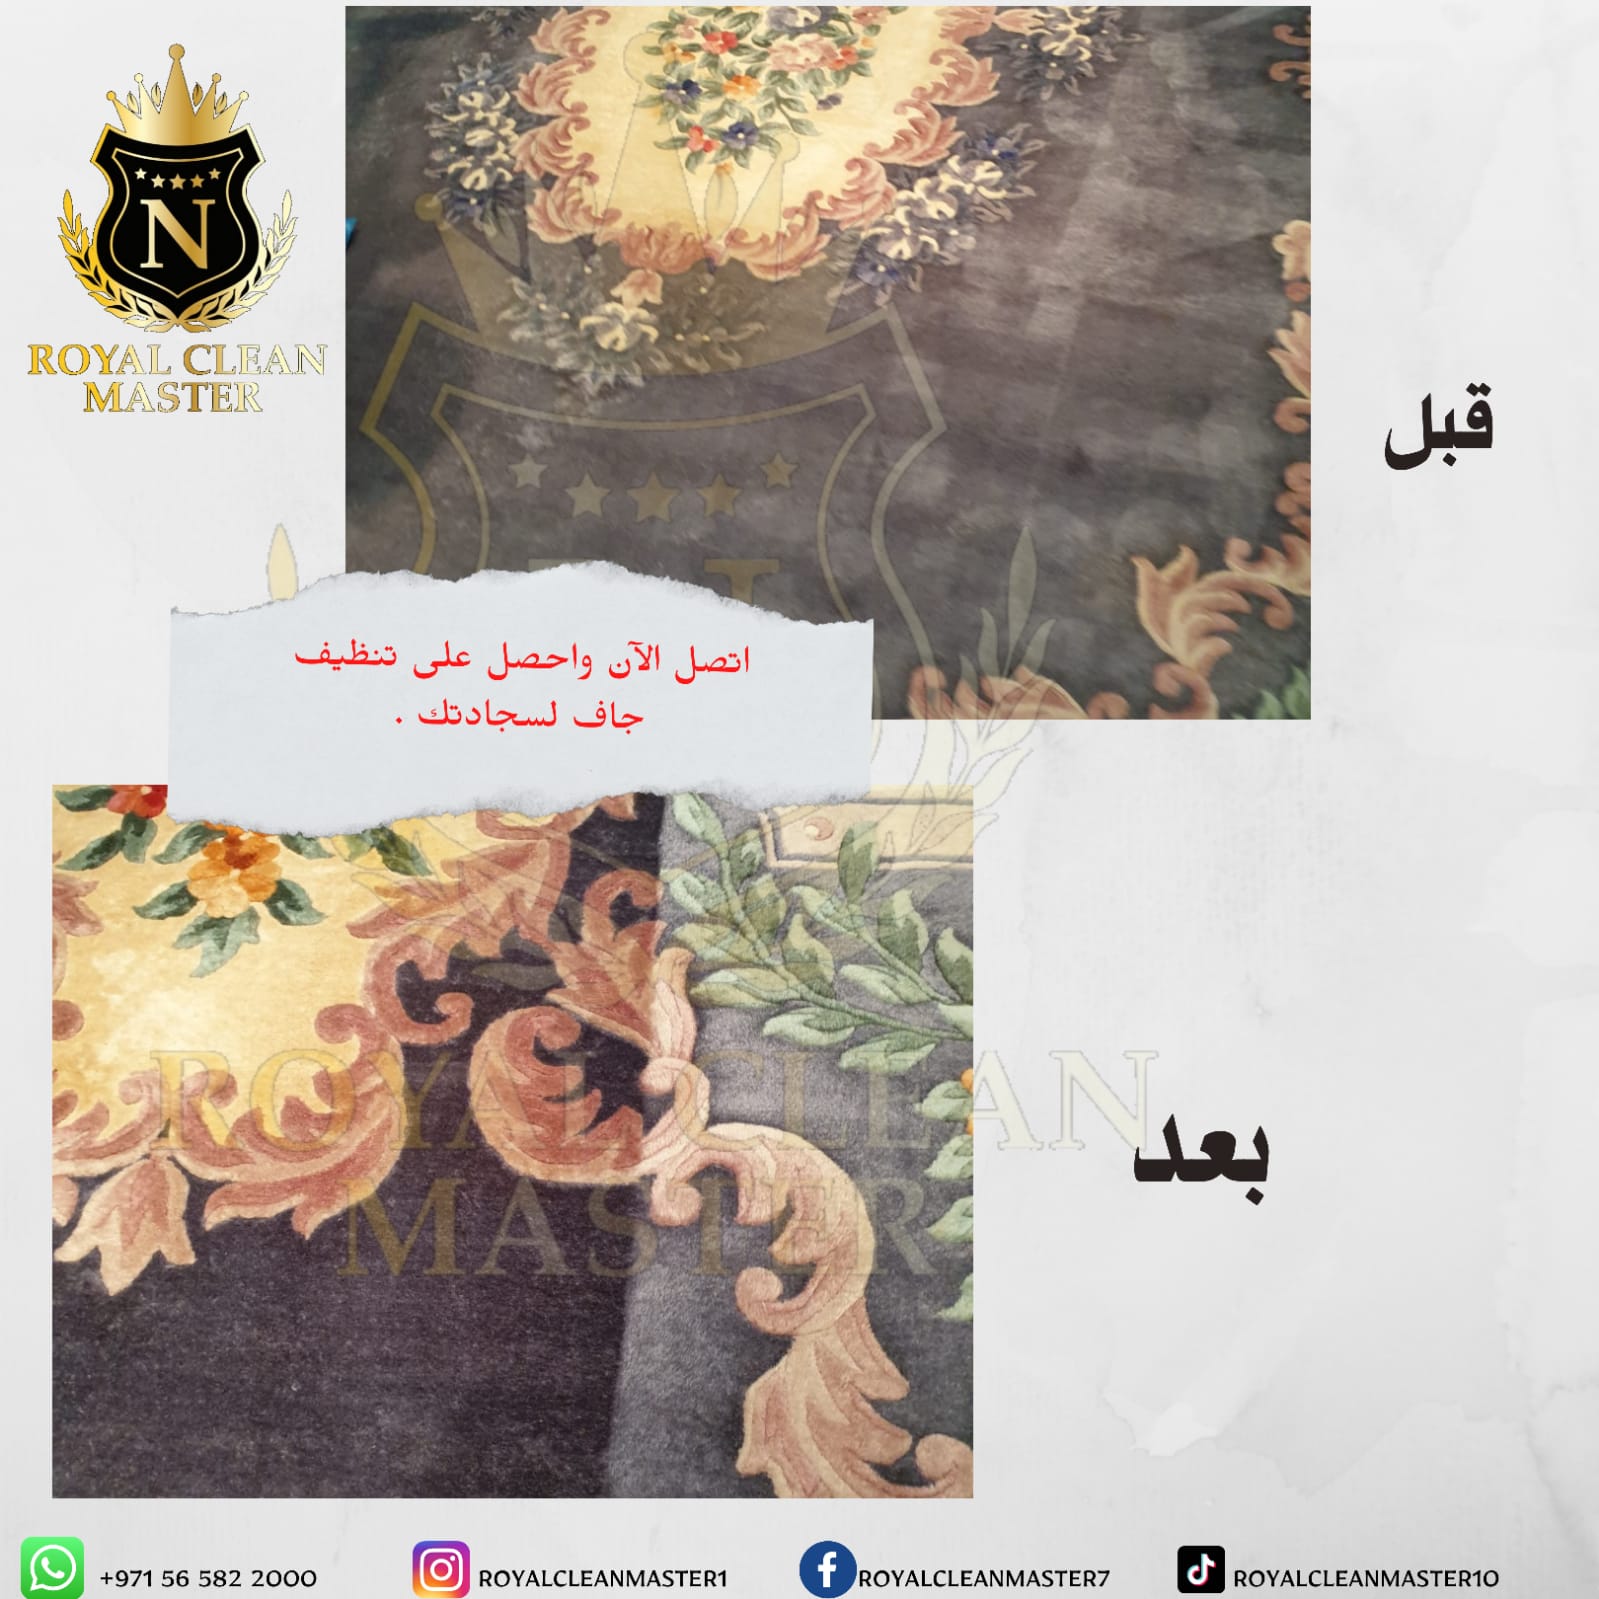 N
ROYAL CLEAN
MASTER
قبل
اتصل الآن واحصل على تنظيف
جاف لسجادتك .
ROYAL CLEAN
MASTER
بعد
+971 56 582 2000
ROYALCLEANMASTER1
ROYALCLEANMASTER7
ROYALCLEANMASTER10